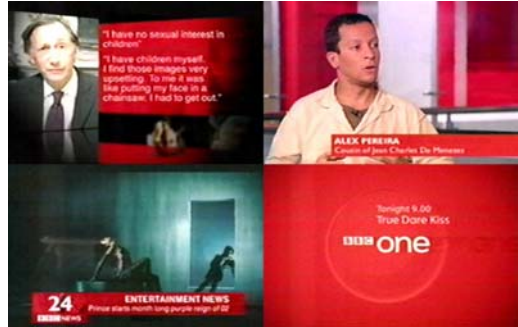 "I have no sexual interest in
children"
"I have children myself.
I find those images very
upsetting. To me it was
like putting my face in a
chainsaw. I had to get out."
ALEX PEREIRA
Cousin of Jean Charles De Menezes
24
BBC NEWS
ENTERTAINMENT NEWS
Prince starts month long purple reign of O2
Tonight 9.00
True Dare Kiss
BBC one